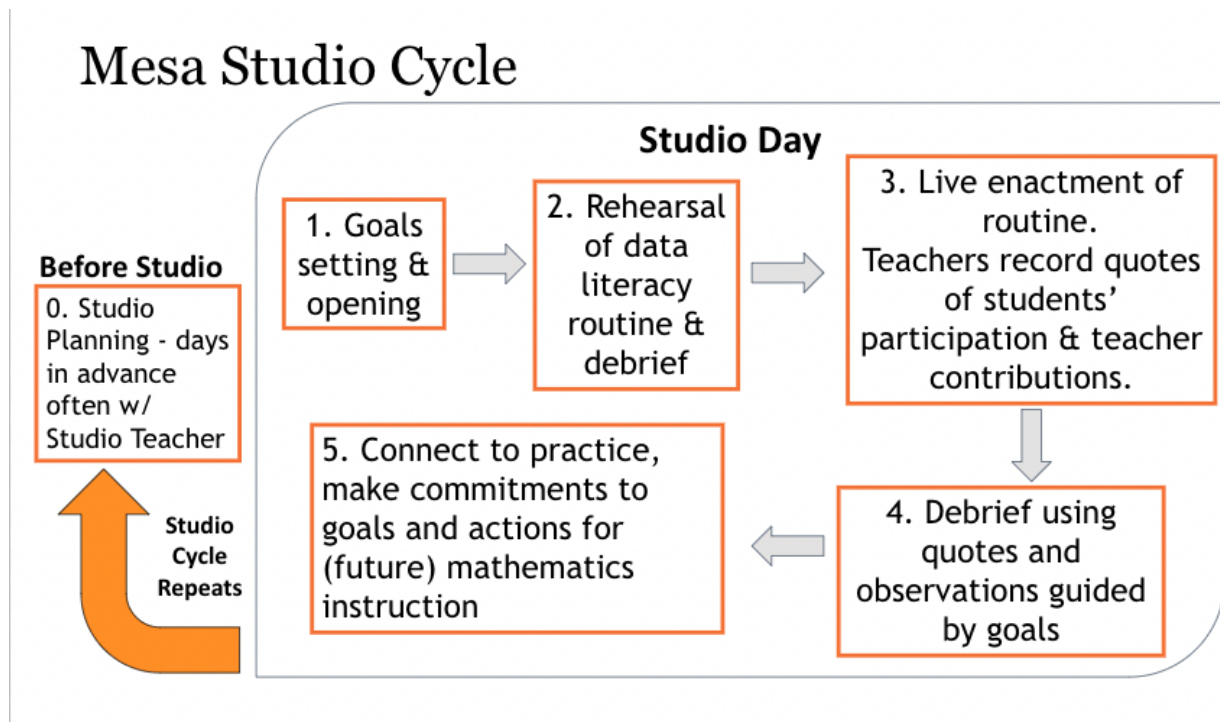 Mesa Studio Cycle
Studio Day
Before Studio
0. Studio
Planning - days
in advance
often w/
Studio Teacher
1. Goals
setting &
opening
2. Rehearsal
of data
literacy
routine &
debrief
3. Live enactment of
routine.
Teachers record quotes
of students’
participation & teacher
contributions.
4. Debrief using
quotes and
observations guided
by goals
5. Connect to practice,
make commitments to
goals and actions for
(future) mathematics
instruction
Studio
Cycle
Repeats